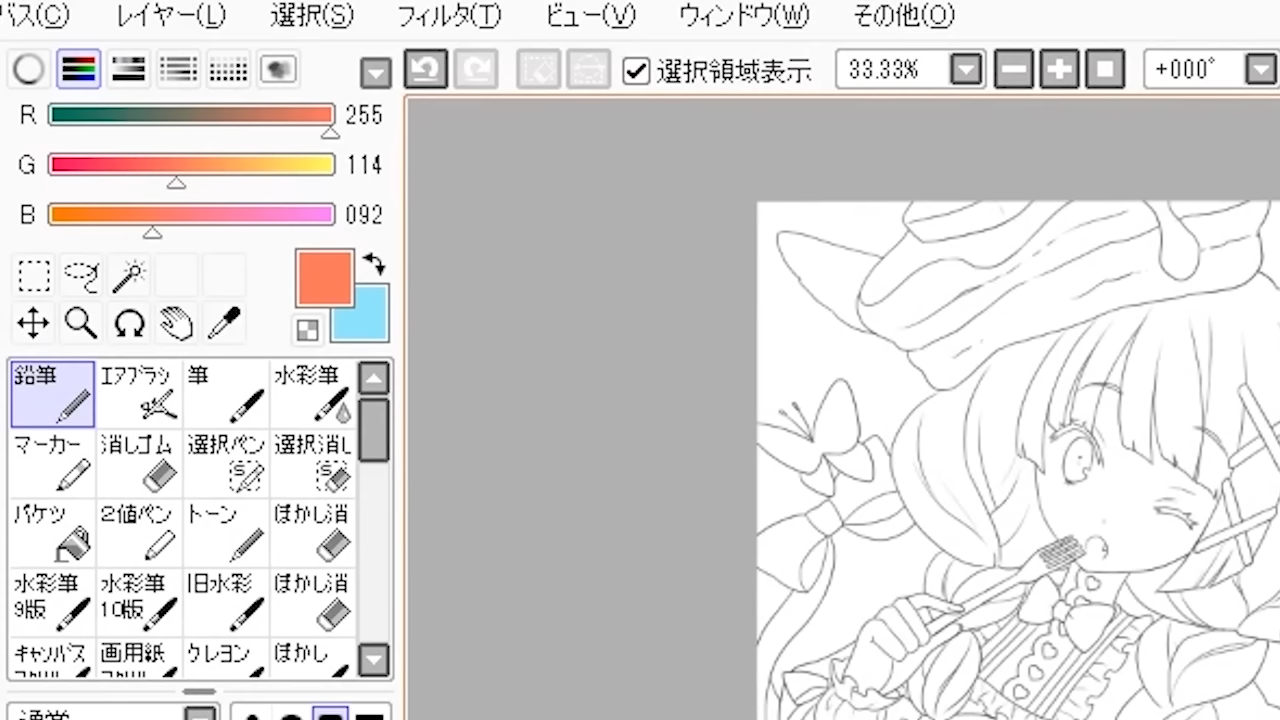 パス(C) レイヤー(L) 選択(S) フィルタ(T) ビュー(V) ウィンドウ(W) その他(O)
選択領域表示 33.33% +000°
R 255
G 114
B 092
鉛筆 エアブラシ 筆 水彩筆
マーカー 消しゴム 選択ペン 選択消し
バケツ 2値ペン トーン ぼかし消
水彩筆 水彩筆 旧水彩 ぼかし消
9版 10版
キャンバス 画用紙 クレヨン ぼかし
通常